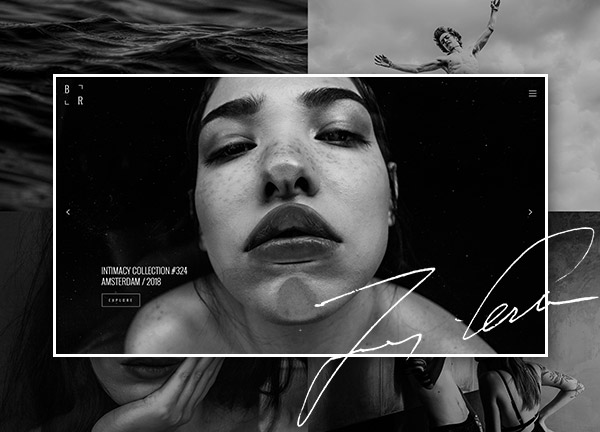 B
R
INTIMACY COLLECTION #324
AMSTERDAM / 2018
EXPLORE